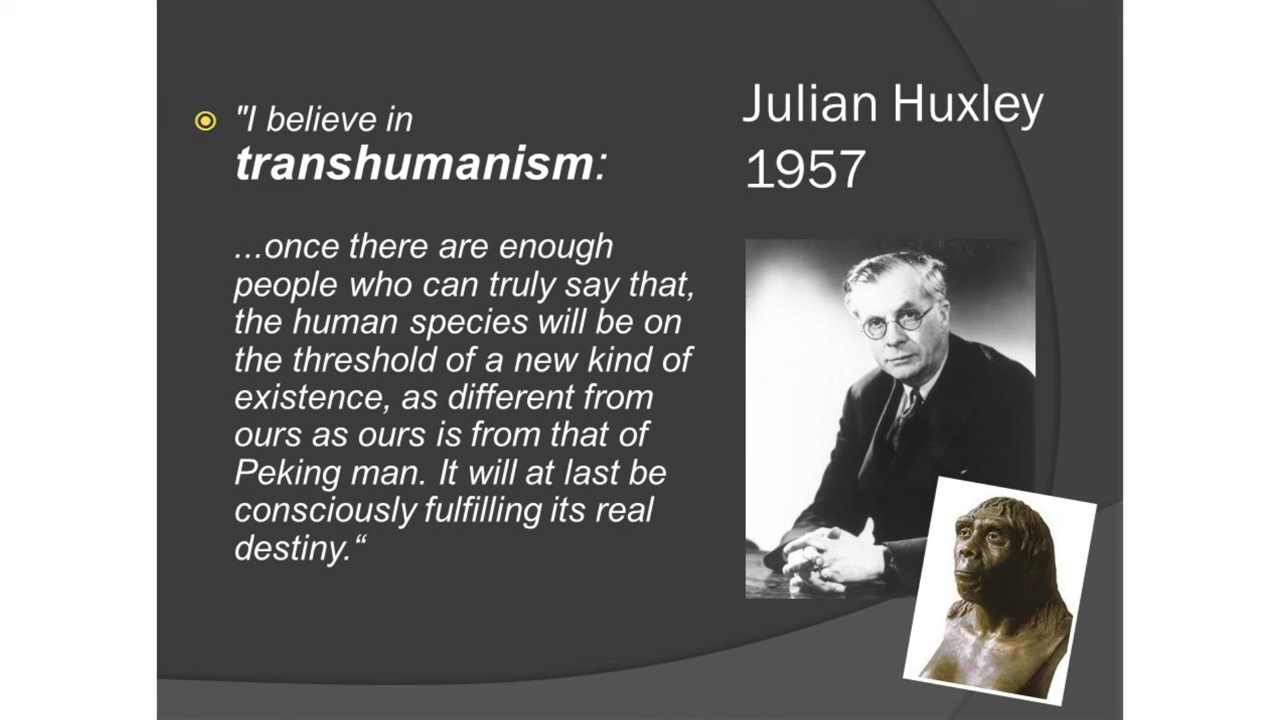 "I believe in
transhumanism:
...once there are enough
people who can truly say that,
the human species will be on
the threshold of a new kind of
existence, as different from
ours as ours is from that of
Peking man. It will at last be
consciously fulfilling its real
destiny.“
Julian Huxley
1957